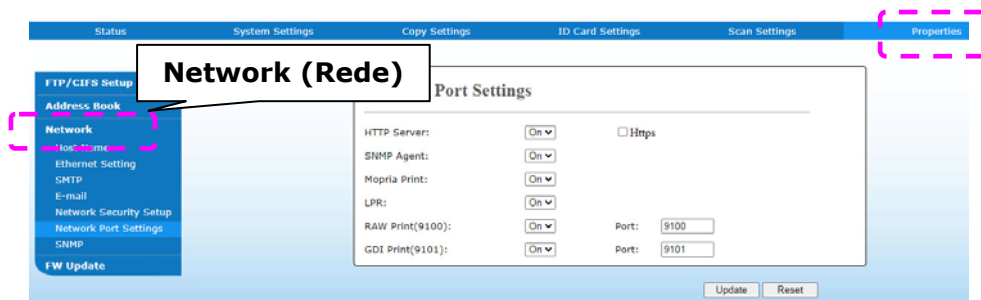 Status System Settings Copy Settings ID Card Settings Scan Settings Properties
Network (Rede)
FTP/CIFS Setup
Address Book
Network
Host Name
Ethernet Setting
SMTP
E-mail
Network Security Setup
Network Port Settings
SNMP
FW Update
Port Settings
HTTP Server: On Https
SNMP Agent: On
Mopria Print: On
LPR: On
RAW Print(9100): On Port: 9100
GDI Print(9101): On Port: 9101
Update Reset